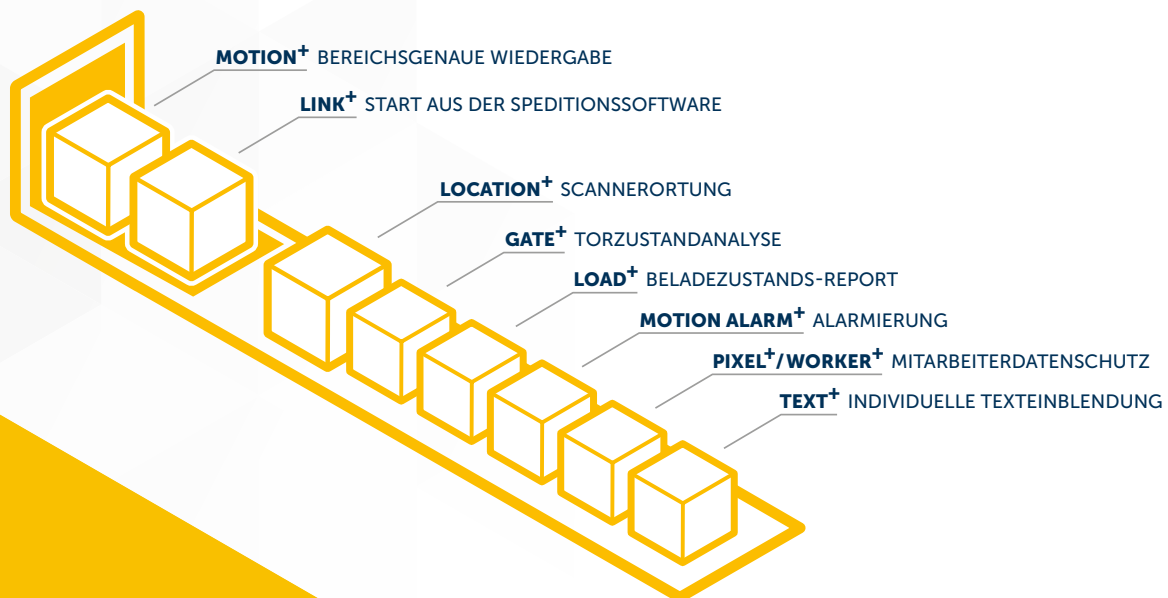 MOTION+ BEREICHSGENAUE WIEDERGABE
LINK+ START AUS DER SPEDITIONSSOFTWARE
LOCATION+ SCANNERORTUNG
GATE+ TORZUSTANDANALYSE
LOAD+ BELADEZUSTANDS-REPORT
MOTION ALARM+ ALARMIERUNG
PIXEL+/WORKER+ MITARBEITERDATENSCHUTZ
TEXT+ INDIVIDUELLE TEXTEINBLENDUNG